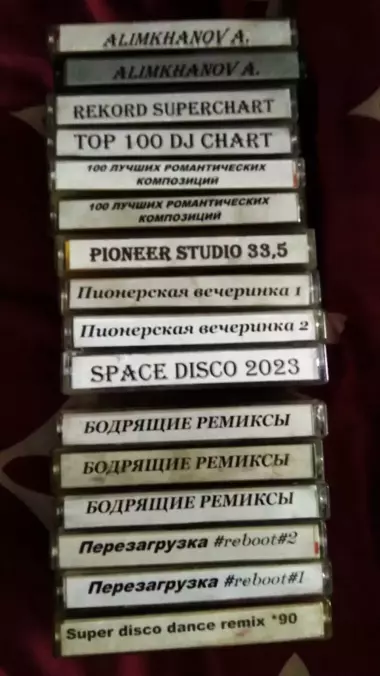 ALIMKHANOV A.
ALIMKHANOV A.
REKORD SUPERCHART
TOP 100 DJ CHART
100 ЛУЧШИХ РОМАНТИЧЕСКИХ
КОМПОЗИЦИЙ
100 ЛУЧШИХ РОМАНТИЧЕСКИХ
КОМПОЗИЦИЙ
PIONEER STUDIO 33,5
Пионерская вечеринка 1
Пионерская вечеринка 2
SPACE DISCO 2023
БОДРЯЩИЕ РЕМИКСЫ
БОДРЯЩИЕ РЕМИКСЫ
БОДРЯЩИЕ РЕМИКСЫ
Перезагрузка #reboot#2
Перезагрузка #reboot#1
Super disco dance remix *90